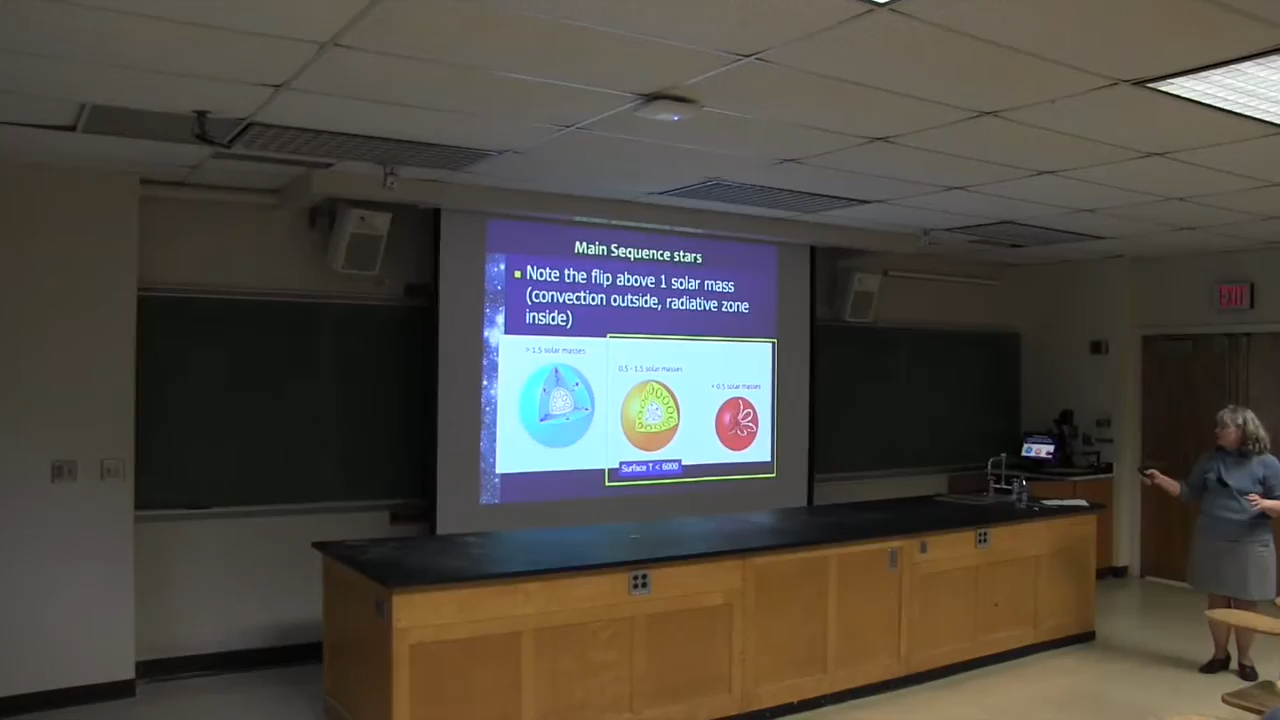 Main Sequence stars
Note the flip above 1 solar mass
(convection outside, radiative zone
inside)
> 1.5 solar masses
0.5 - 1.5 solar masses
< 0.5 solar masses
Surface T < 6000
EXIT